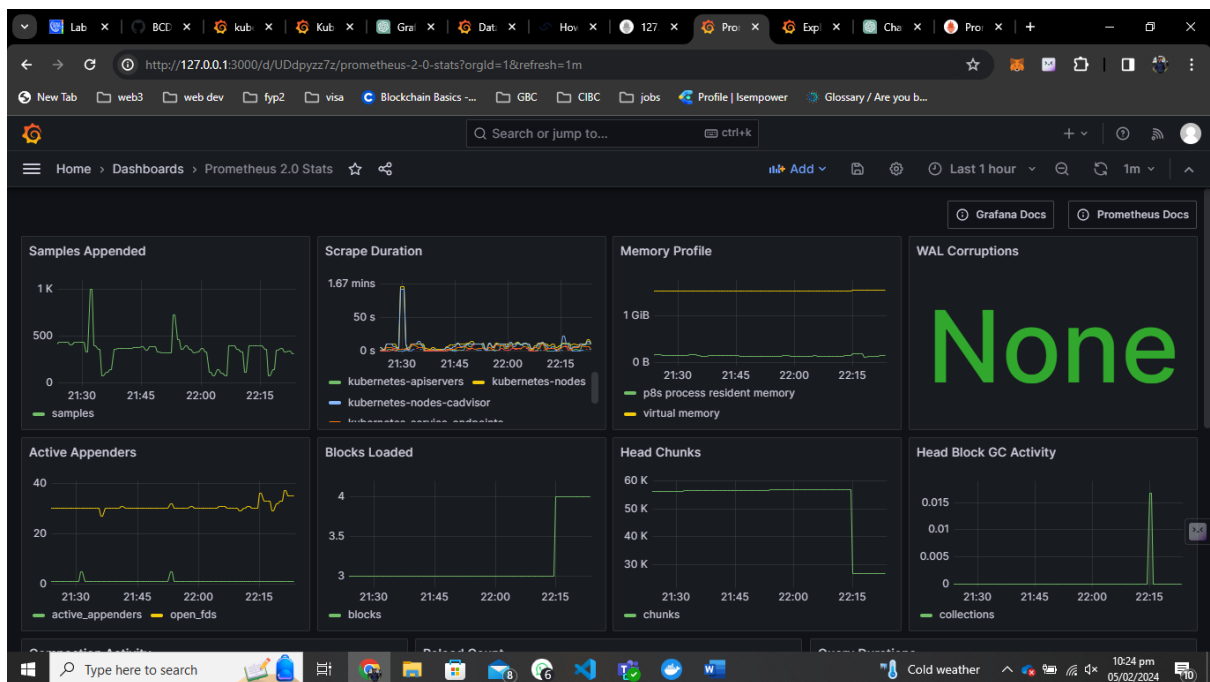 Lab
BCD
kub
Kub
Gra
Dat
How
127.
Pro
Exp
Cha
Pro
http://127.0.0.1:3000/d/UDdpyzz7z/prometheus-2-0-stats?orgId=1&refresh=1m
New Tab web3 web dev fyp2 visa Blockchain Basics -... GBC CIBC jobs Profile | Isempower Glossary / Are you b...
Search or jump to... ctrl+k
Home > Dashboards > Prometheus 2.0 Stats Add Last 1 hour 1m
Grafana Docs Prometheus Docs
Samples Appended
1 K
500
0
21:30 21:45 22:00 22:15
samples
Scrape Duration
1.67 mins
50 s
0 s
21:30 21:45 22:00 22:15
kubernetes-apiservers kubernetes-nodes
kubernetes-nodes-cadvisor
kubernetes-service-endpoints
Memory Profile
1 GiB
0 B
21:30 21:45 22:00 22:15
p8s process resident memory
virtual memory
WAL Corruptions
None
Active Appenders
40
20
0
21:30 21:45 22:00 22:15
active_appenders open_fds
Blocks Loaded
4
3.5
3
21:30 21:45 22:00 22:15
blocks
Head Chunks
60 K
50 K
40 K
30 K
21:30 21:45 22:00 22:15
chunks
Head Block GC Activity
0.015
0.01
0.005
0
21:30 21:45 22:00 22:15
collections
Compaction Activity Reload Count Query Durations
Type here to search
Cold weather
10:24 pm
05/02/2024